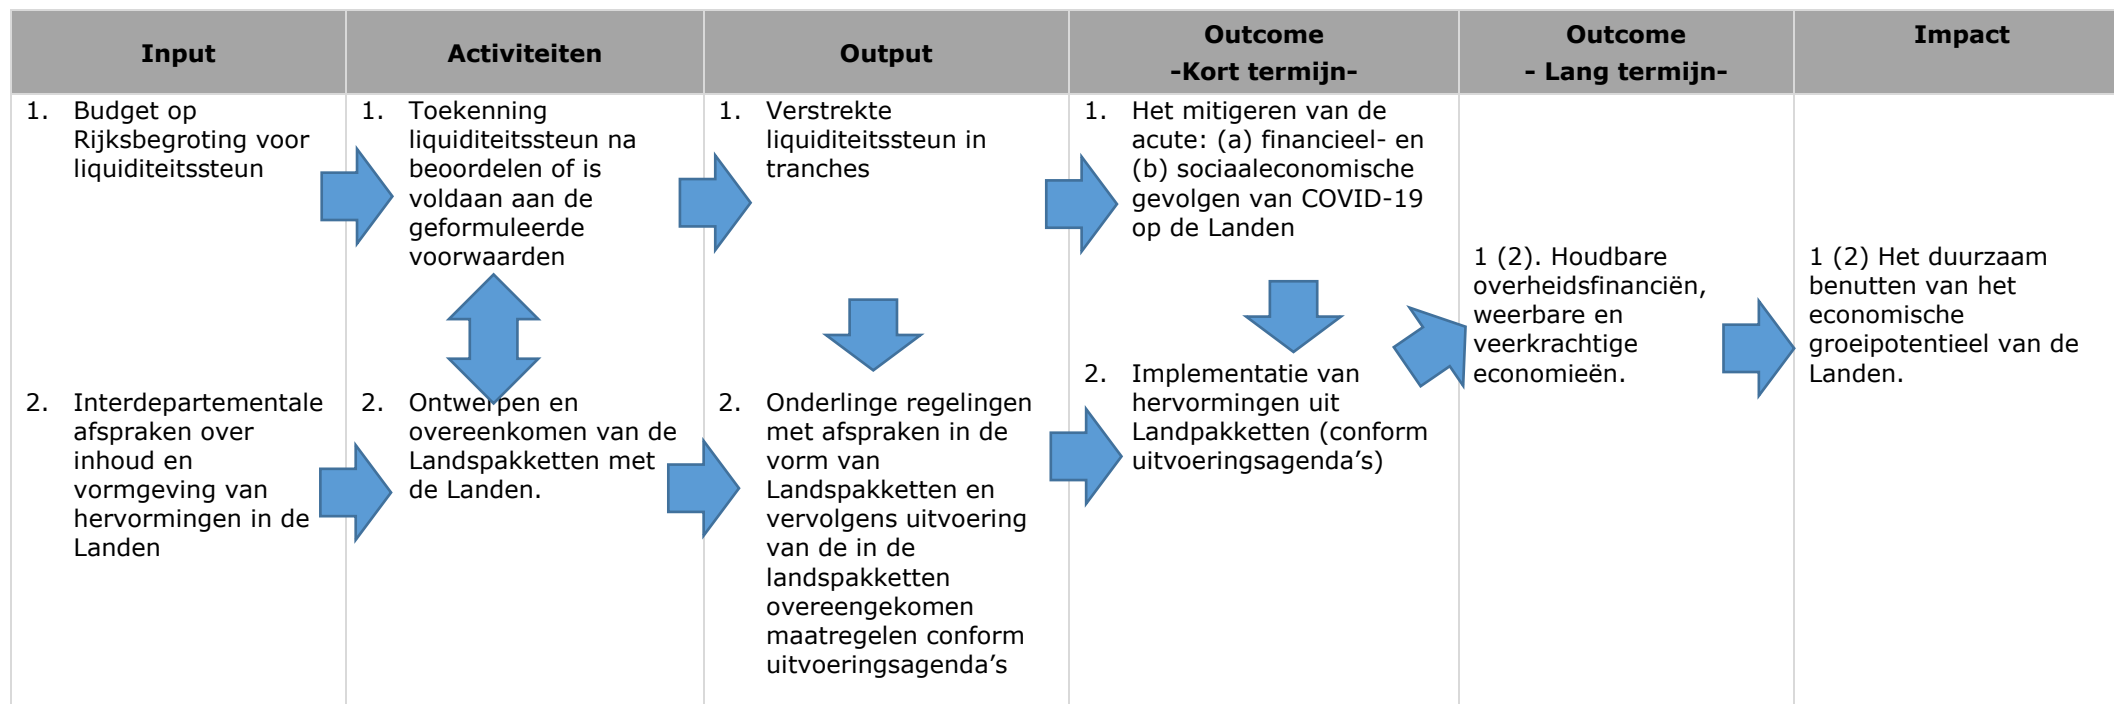 Input
Activiteiten
Output
Outcome
-Kort termijn-
Outcome
- Lang termijn-
Impact
1. Budget op
Rijksbegroting voor
liquiditeitssteun
2. Interdepartementale
afspraken over
inhoud en
vormgeving van
hervormingen in de
Landen
1. Toekenning
liquiditeitssteun na
beoordelen of is
voldaan aan de
geformuleerde
voorwaarden
2. Ontwerpen en
overeenkomen van de
Landspakketten met
de Landen.
1. Verstrekte
liquiditeitssteun in
tranches
2. Onderlinge regelingen
met afspraken in de
vorm van
Landspakketten en
vervolgens uitvoering
van de in de
landspakketten
overeengekomen
maatregelen conform
uitvoeringsagenda’s
1. Het mitigeren van de
acute: (a) financieel- en
(b) sociaaleconomische
gevolgen van COVID-19
op de Landen
2. Implementatie van
hervormingen uit
Landpakketten (conform
uitvoeringsagenda’s)
1 (2). Houdbare
overheidsfinanciën,
weerbare en
veerkrachtige
economieën.
1 (2) Het duurzaam
benutten van het
economische
groeipotentieel van de
Landen.